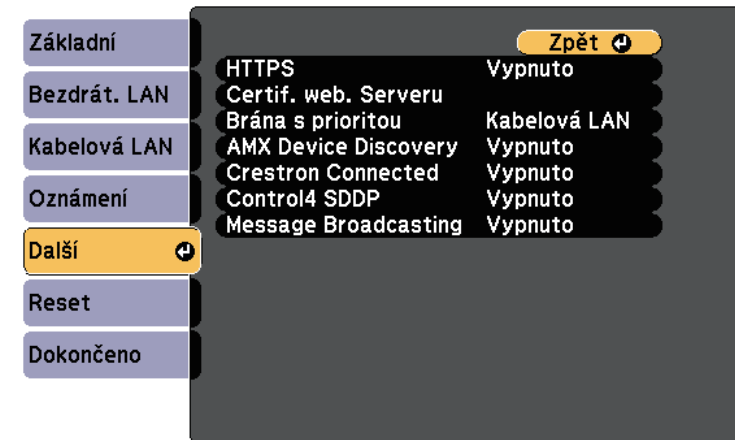 Základní
Bezdrát. LAN
Kabelová LAN
Oznámení
Další
Reset
Dokončeno
Zpět
HTTPS Vypnuto
Certif. web. Serveru
Brána s prioritou Kabelová LAN
AMX Device Discovery Vypnuto
Crestron Connected Vypnuto
Control4 SDDP Vypnuto
Message Broadcasting Vypnuto